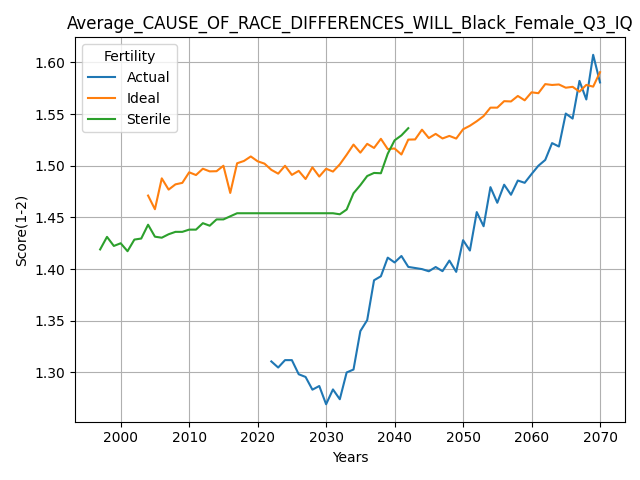 Average_CAUSE_OF_RACE_DIFFERENCES_WILL_Black_Female_Q3_IQ
Fertility
Actual
Ideal
Sterile
Score(1-2)
1.60
1.55
1.50
1.45
1.40
1.35
1.30
2000 2010 2020 2030 2040 2050 2060 2070
Years